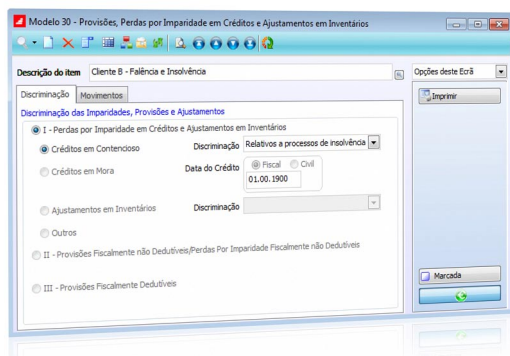 Modelo 30 - Provisões, Perdas por Imparidade em Créditos e Ajustamentos em Inventários
Descrição do item Cliente B - Falência e Insolvência
Opções deste Ecrã
Discriminação Movimentos
Imprimir
Discriminação das Imparidades, Provisões e Ajustamentos
I - Perdas por Imparidade em Créditos e Ajustamentos em Inventários
Créditos em Contencioso Discriminação Relativos a processos de insolvência
Créditos em Mora Data do Crédito Fiscal Civil
01.00.1900
Ajustamentos em Inventários Discriminação
Outros
II - Provisões Fiscalmente não Dedutíveis/Perdas Por Imparidade Fiscalmente não Dedutíveis
III - Provisões Fiscalmente Dedutíveis
Marcada